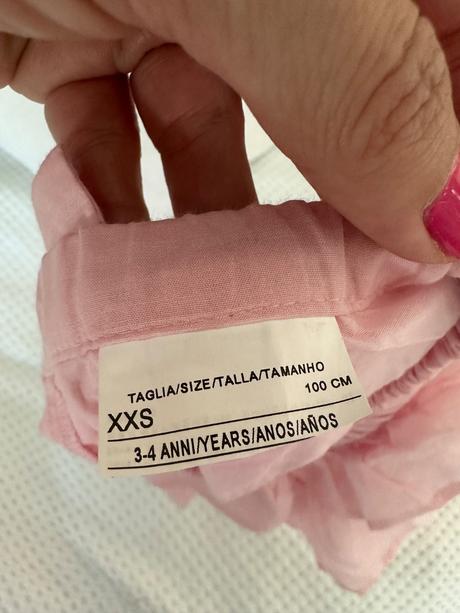 TAGLIA/SIZE/TALLA/TAMANHO
100 CM
XXS
3-4 ANNI/YEARS/ANOS/AÑOS